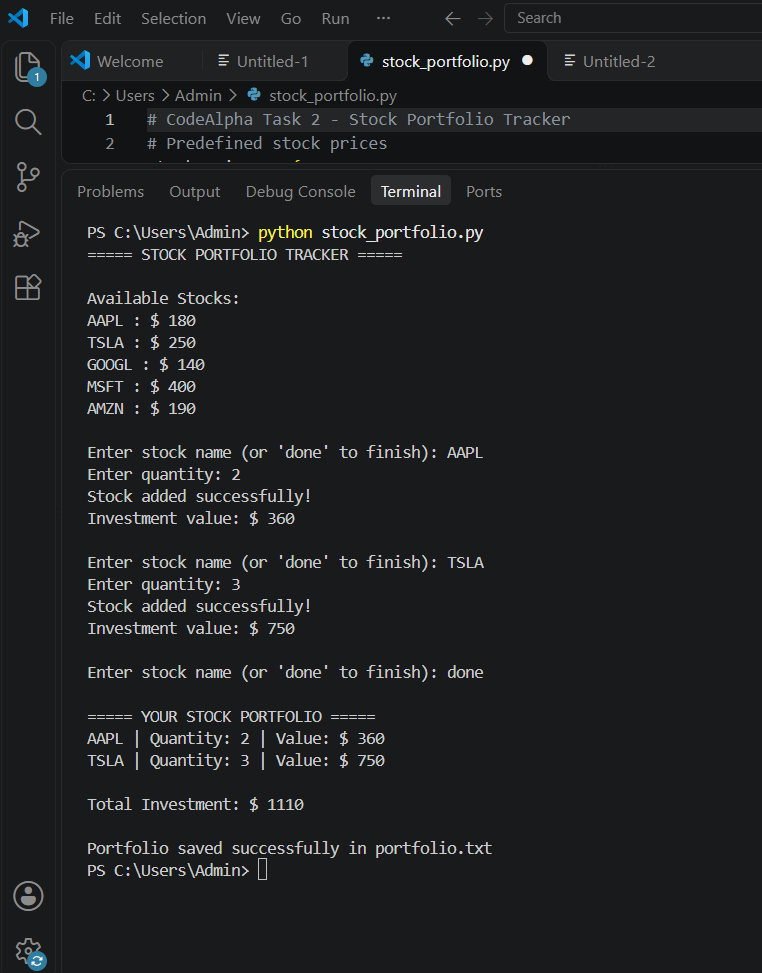 File Edit Selection View Go Run ··· ← → Search
1
Welcome Untitled-1 stock_portfolio.py Untitled-2
C: > Users > Admin > stock_portfolio.py
1 # CodeAlpha Task 2 - Stock Portfolio Tracker
2 # Predefined stock prices
Problems Output Debug Console Terminal Ports
PS C:\Users\Admin> python stock_portfolio.py
===== STOCK PORTFOLIO TRACKER =====
Available Stocks:
AAPL : $ 180
TSLA : $ 250
GOOGL : $ 140
MSFT : $ 400
AMZN : $ 190
Enter stock name (or 'done' to finish): AAPL
Enter quantity: 2
Stock added successfully!
Investment value: $ 360
Enter stock name (or 'done' to finish): TSLA
Enter quantity: 3
Stock added successfully!
Investment value: $ 750
Enter stock name (or 'done' to finish): done
===== YOUR STOCK PORTFOLIO =====
AAPL | Quantity: 2 | Value: $ 360
TSLA | Quantity: 3 | Value: $ 750
Total Investment: $ 1110
Portfolio saved successfully in portfolio.txt
PS C:\Users\Admin>